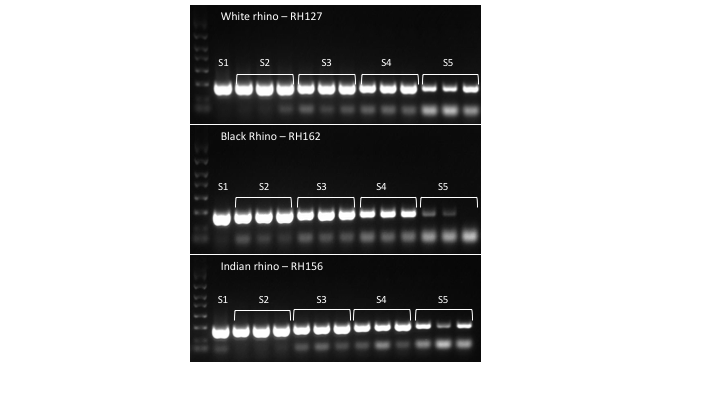 White rhino – RH127
S1 S2 S3 S4 S5
Black Rhino – RH162
S1 S2 S3 S4 S5
Indian rhino – RH156
S1 S2 S3 S4 S5